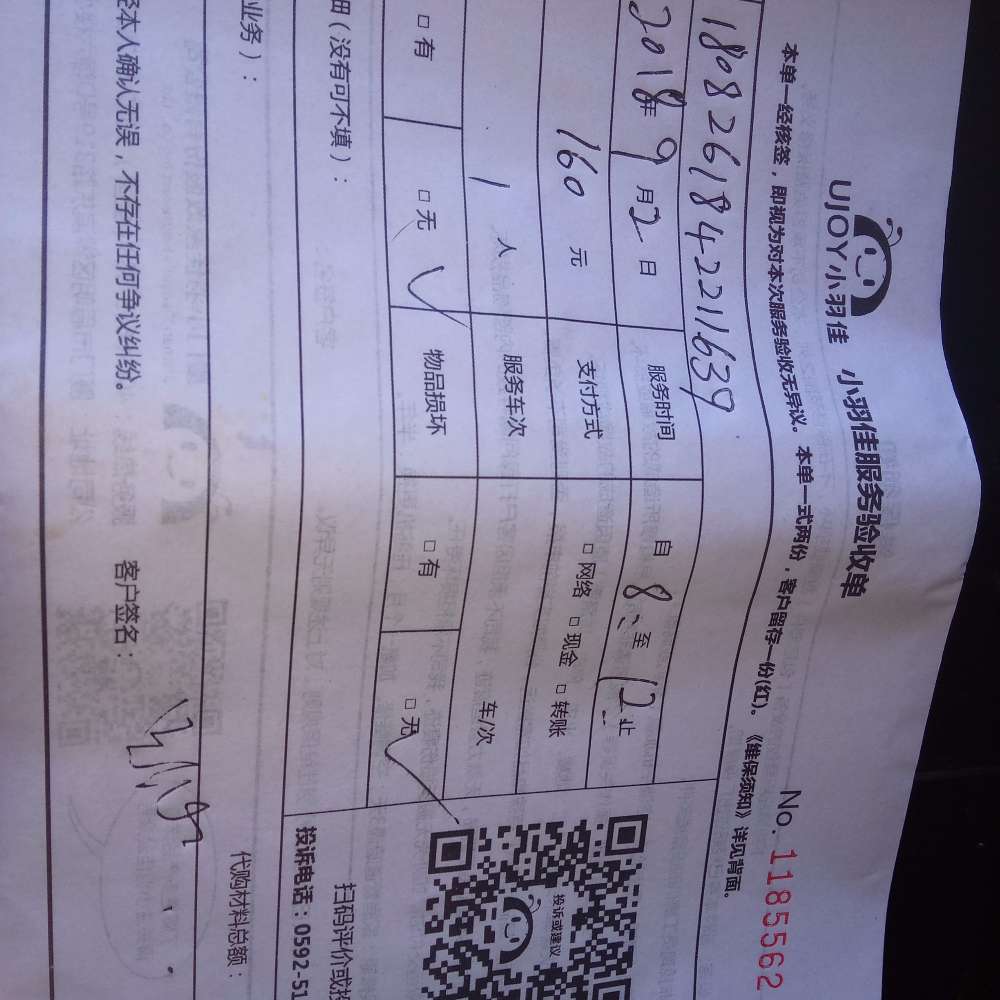 UJOY小羽佳 小羽佳服务验收单
No. 1185562
本单一经核签，即视为对本次服务验收无异议。本单一式两份，客户留存一份(红)。《维保须知》详见背面。
1808261842211639
2018年9月2日 服务时间 自8:至12:止
160元 支付方式 □网络 □现金 □转账
1人 服务车次 车/次
□有 □无 物品损坏 □有 □无
投诉或建议
扫码评价或投
（没有可不填）：
投诉电话：0592-51
业务）：
代购材料总额：
本人确认无误，不存在任何争议纠纷。 客户签名：